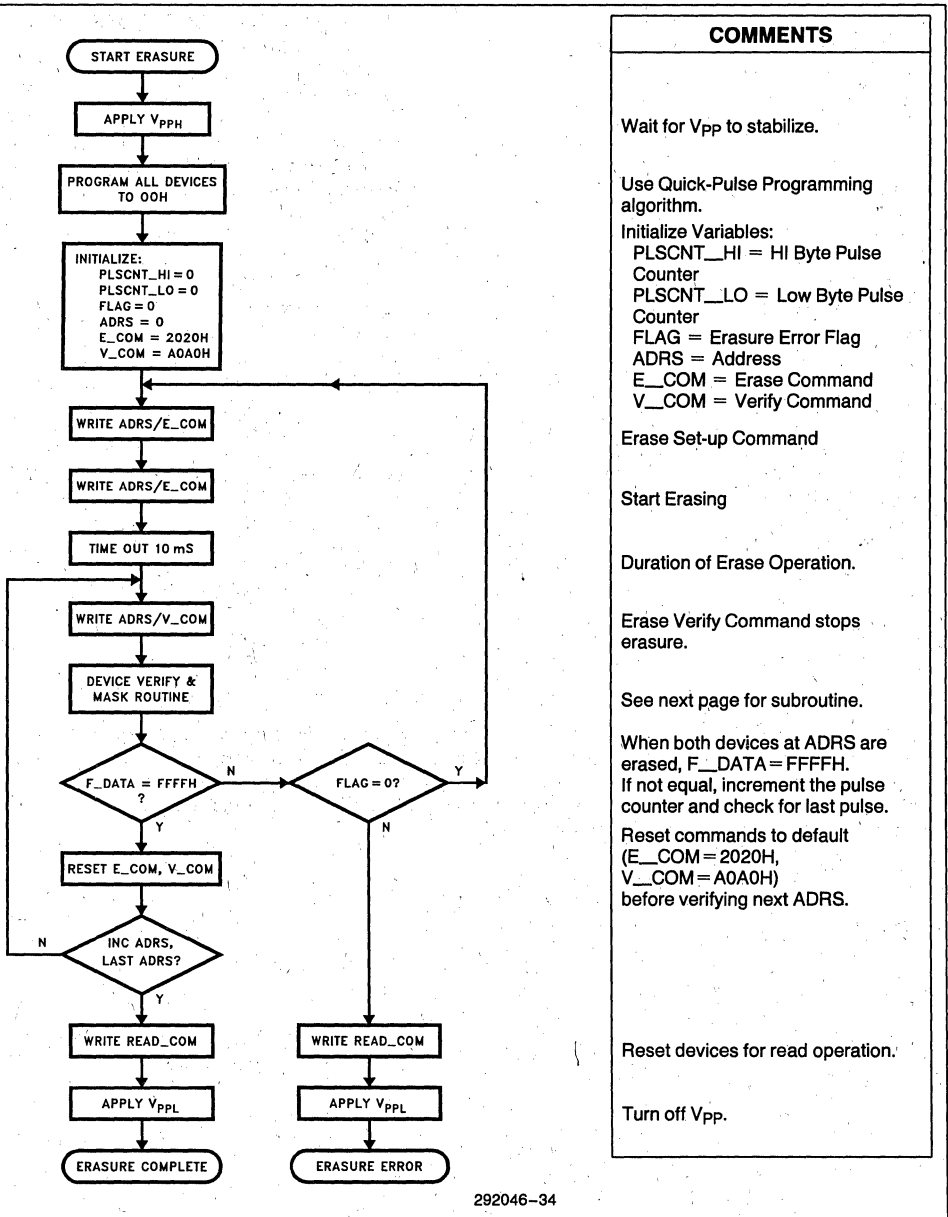 START ERASURE
APPLY VPPH
PROGRAM ALL DEVICES
TO 00H
INITIALIZE:
PLSCNT_HI = 0
PLSCNT_LO = 0
FLAG = 0
ADRS = 0
E_COM = 2020H
V_COM = A0A0H
WRITE ADRS/E_COM
WRITE ADRS/E_COM
TIME OUT 10 mS
WRITE ADRS/V_COM
DEVICE VERIFY &
MASK ROUTINE
F_DATA = FFFFH
?
N
Y
FLAG = 0?
Y
N
RESET E_COM, V_COM
INC ADRS,
LAST ADRS?
N
Y
WRITE READ_COM
WRITE READ_COM
APPLY VPPL
APPLY VPPL
ERASURE COMPLETE
ERASURE ERROR
COMMENTS
Wait for VPP to stabilize.
Use Quick-Pulse Programming
algorithm.
Initialize Variables:
PLSCNT__HI = HI Byte Pulse
Counter
PLSCNT__LO = Low Byte Pulse
Counter
FLAG = Erasure Error Flag
ADRS = Address
E__COM = Erase Command
V__COM = Verify Command
Erase Set-up Command
Start Erasing
Duration of Erase Operation.
Erase Verify Command stops
erasure.
See next page for subroutine.
When both devices at ADRS are
erased, F__DATA = FFFFH.
If not equal, increment the pulse
counter and check for last pulse.
Reset commands to default
(E__COM = 2020H,
V__COM = A0A0H)
before verifying next ADRS.
Reset devices for read operation.
Turn off VPP.
292046–34